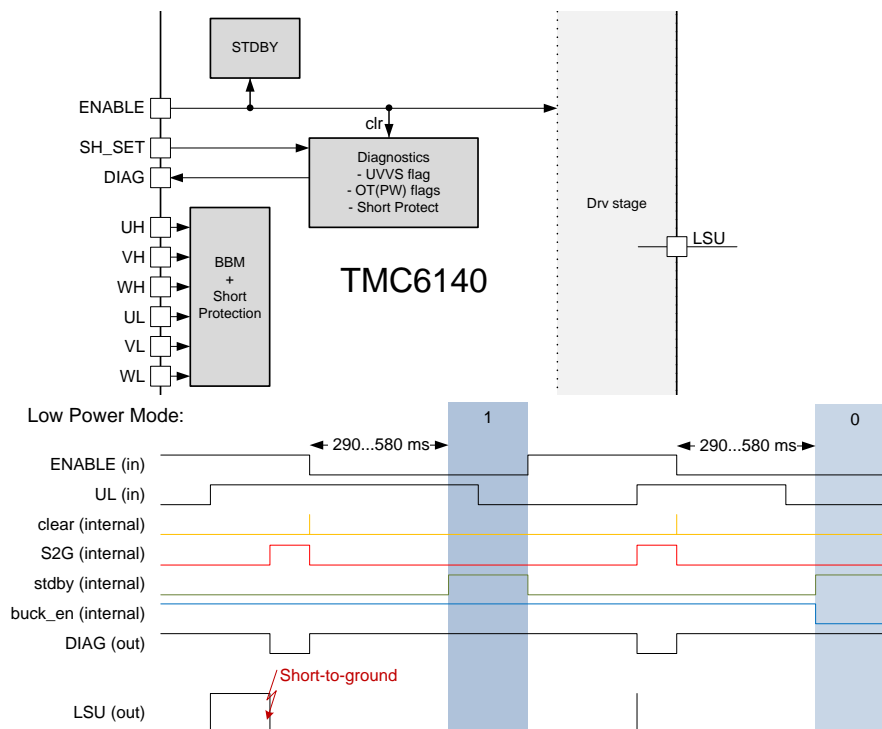 STDBY
ENABLE
clr
SH_SET
DIAG
Diagnostics
- UVVS flag
- OT(PW) flags
- Short Protect
Drv stage
UH
VH
WH
UL
VL
WL
BBM
+
Short
Protection
TMC6140
LSU
Low Power Mode:
1
0
290...580 ms
290...580 ms
ENABLE (in)
UL (in)
clear (internal)
S2G (internal)
stdby (internal)
buck_en (internal)
DIAG (out)
Short-to-ground
LSU (out)